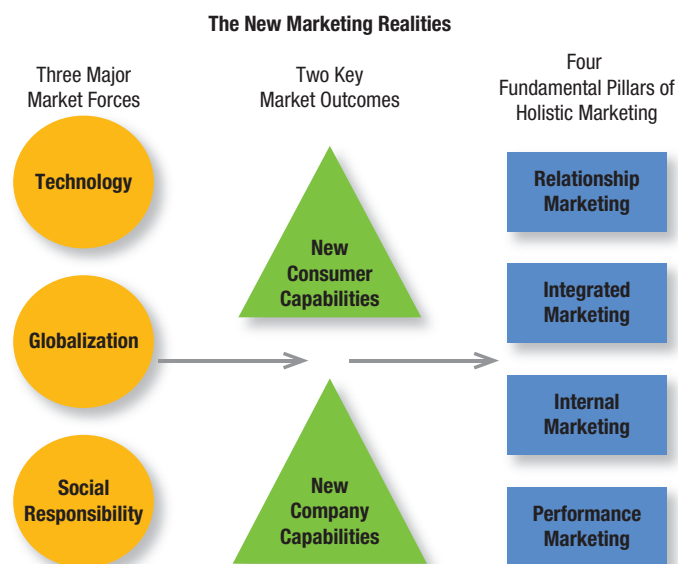 The New Marketing Realities
Three Major
Market Forces
Two Key
Market Outcomes
Four
Fundamental Pillars of
Holistic Marketing
Technology
Globalization
Social
Responsibility
New
Consumer
Capabilities
New
Company
Capabilities
Relationship
Marketing
Integrated
Marketing
Internal
Marketing
Performance
Marketing